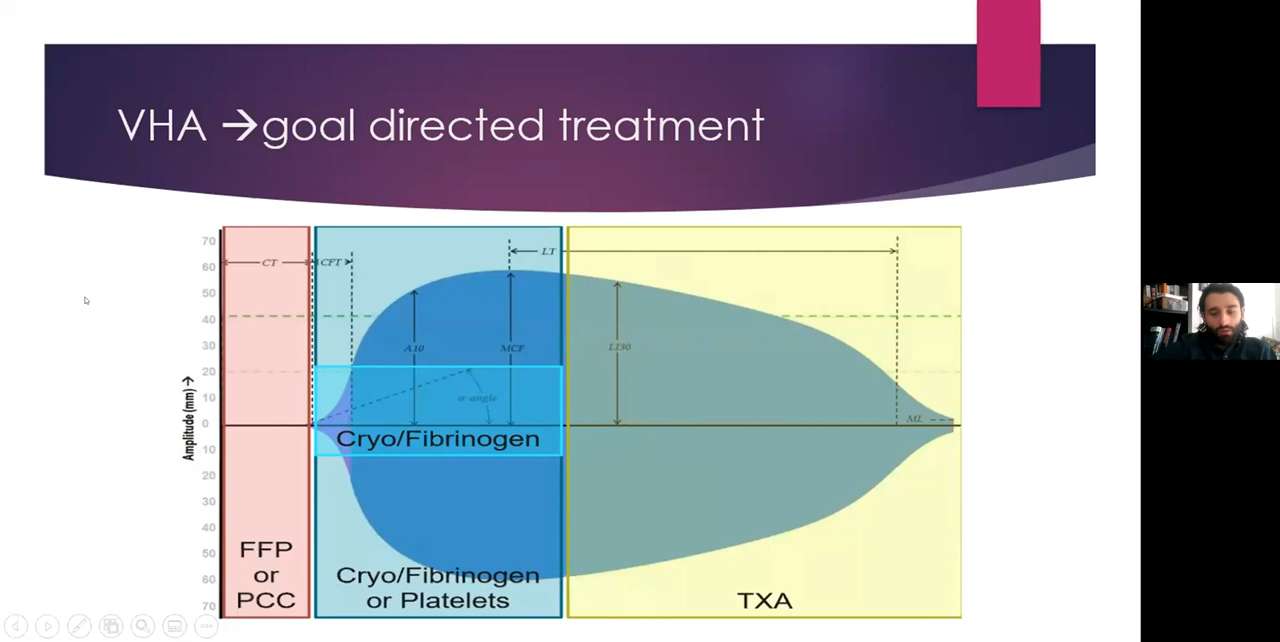 VHA →goal directed treatment
70
60
50
40
30
20
10
0
10
20
30
40
50
60
70
Amplitude (mm) →
CT
CFT
LT
A10
MCF
LI30
α-angle
ML
Cryo/Fibrinogen
FFP
or
PCC
Cryo/Fibrinogen
or Platelets
TXA